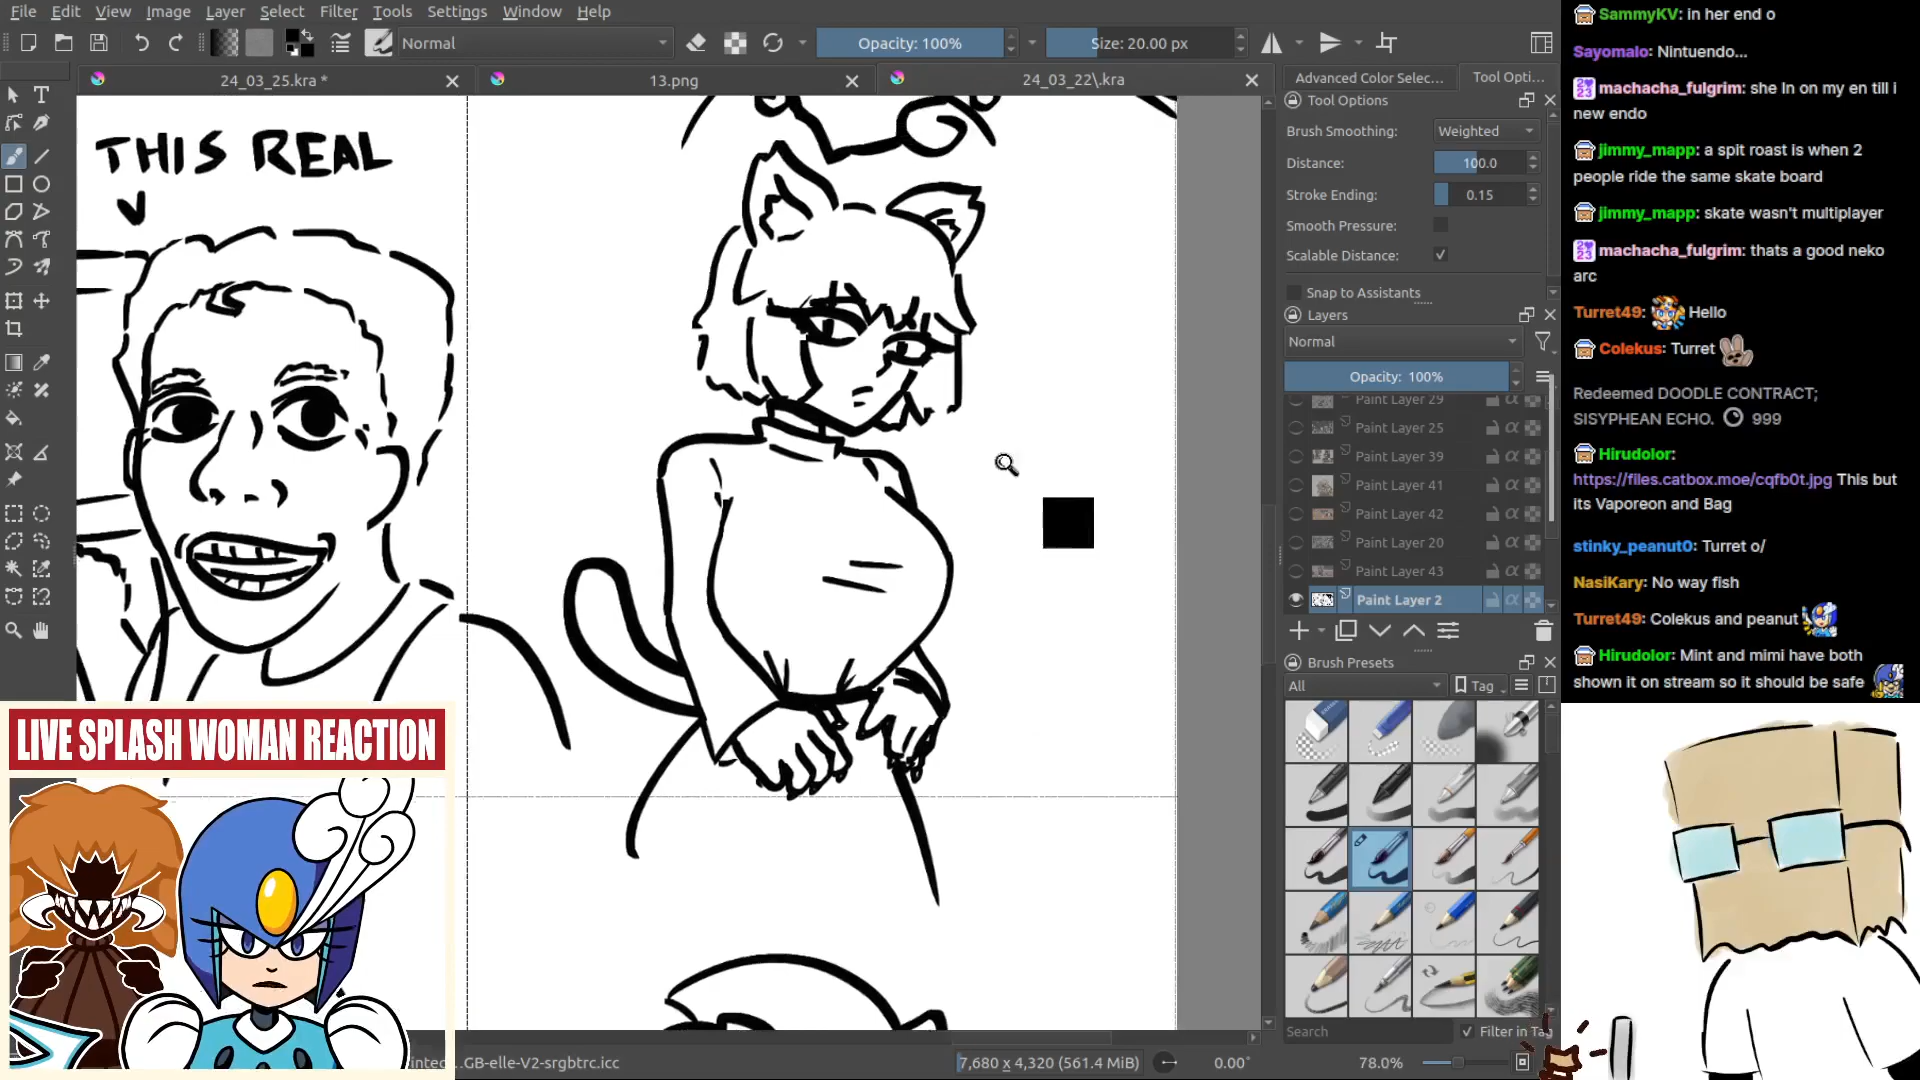 File Edit View Image Layer Select Filter Tools Settings Window Help
Normal
Opacity: 100%
Size: 20.00 px
24_03_25.kra *
13.png
24_03_22\.kra
Advanced Color Selec...
Tool Opti...
Tool Options
Brush Smoothing: Weighted
Distance: 100.0
Stroke Ending: 0.15
Smooth Pressure:
Scalable Distance:
Snap to Assistants
Layers
Normal
Opacity: 100%
Paint Layer 29
Paint Layer 25
Paint Layer 39
Paint Layer 41
Paint Layer 42
Paint Layer 20
Paint Layer 43
Paint Layer 2
Brush Presets
All
Tag
Search
Filter in Tag
THIS REAL
LIVE SPLASH WOMAN REACTION
...GB-elle-V2-srgbtrc.icc
7,680 x 4,320 (561.4 MiB)
0.00°
78.0%
SammyKV: in her end o
Sayomalo: Nintuendo...
machacha_fulgrim: she In on my en till i
new endo
jimmy_mapp: a spit roast is when 2
people ride the same skate board
jimmy_mapp: skate wasn't multiplayer
machacha_fulgrim: thats a good neko
arc
Turret49: Hello
Colekus: Turret
Redeemed DOODLE CONTRACT;
SISYPHEAN ECHO. 999
Hirudolor:
https://files.catbox.moe/cqfb0t.jpg This but
its Vaporeon and Bag
stinky_peanut0: Turret o/
NasiKary: No way fish
Turret49: Colekus and peanut
Hirudolor: Mint and mimi have both
shown it on stream so it should be safe